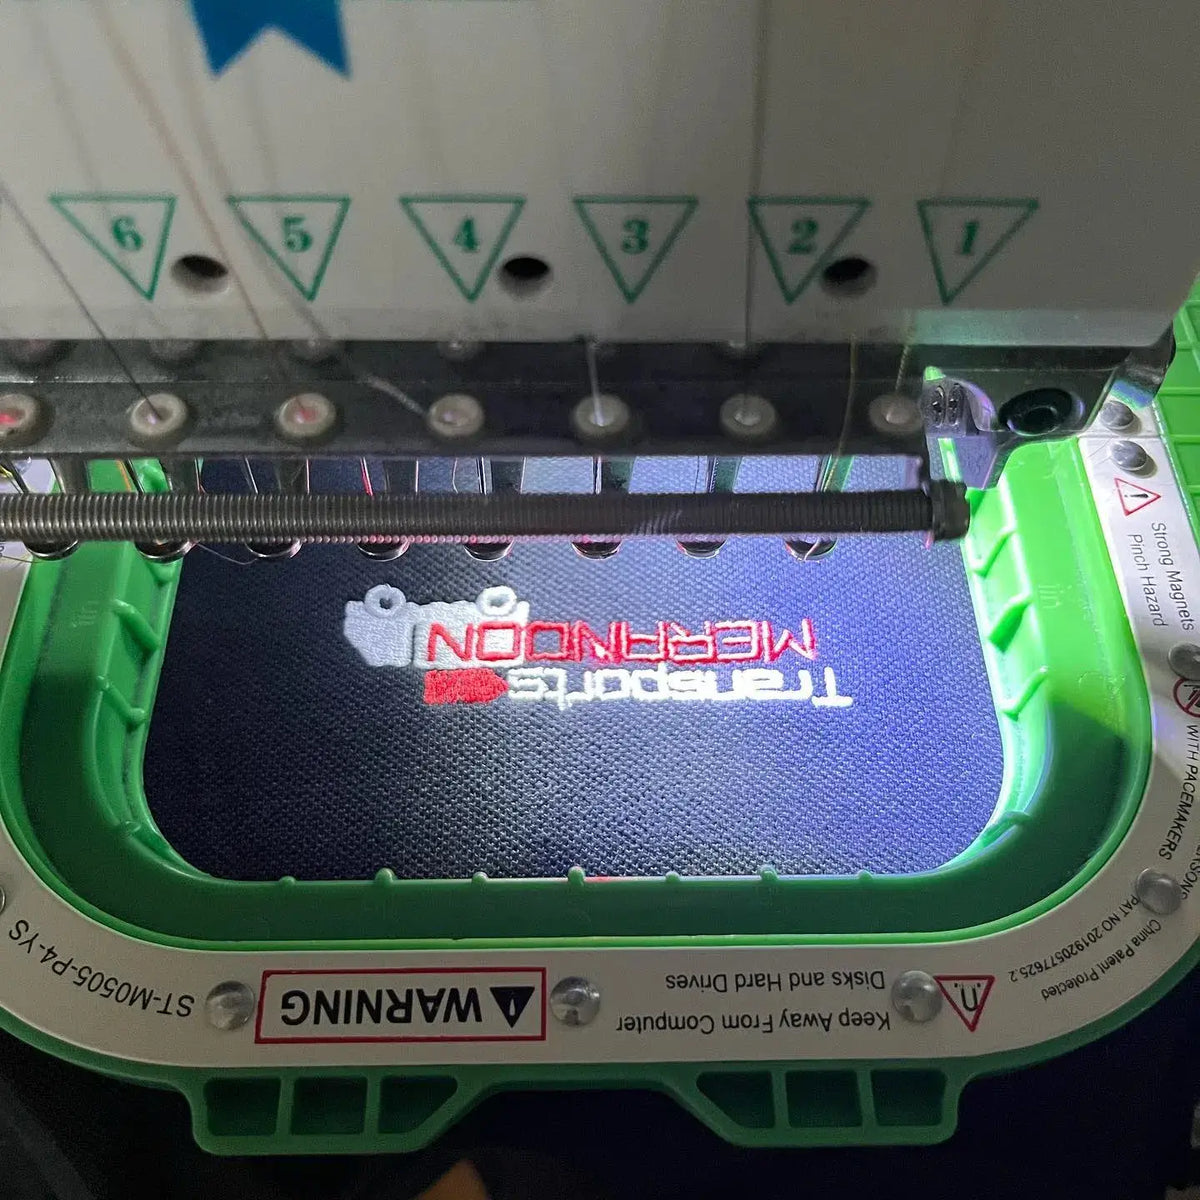 6 5 4 3 2 1
Transports
MERANDON
Strong Magnets
Pinch Hazard
WITH PACEMAKERS
China Patent Protected
PAT NO.201920577625.2
Keep Away From Computer
Disks and Hard Drives
WARNING
ST-M0505-P4-YS